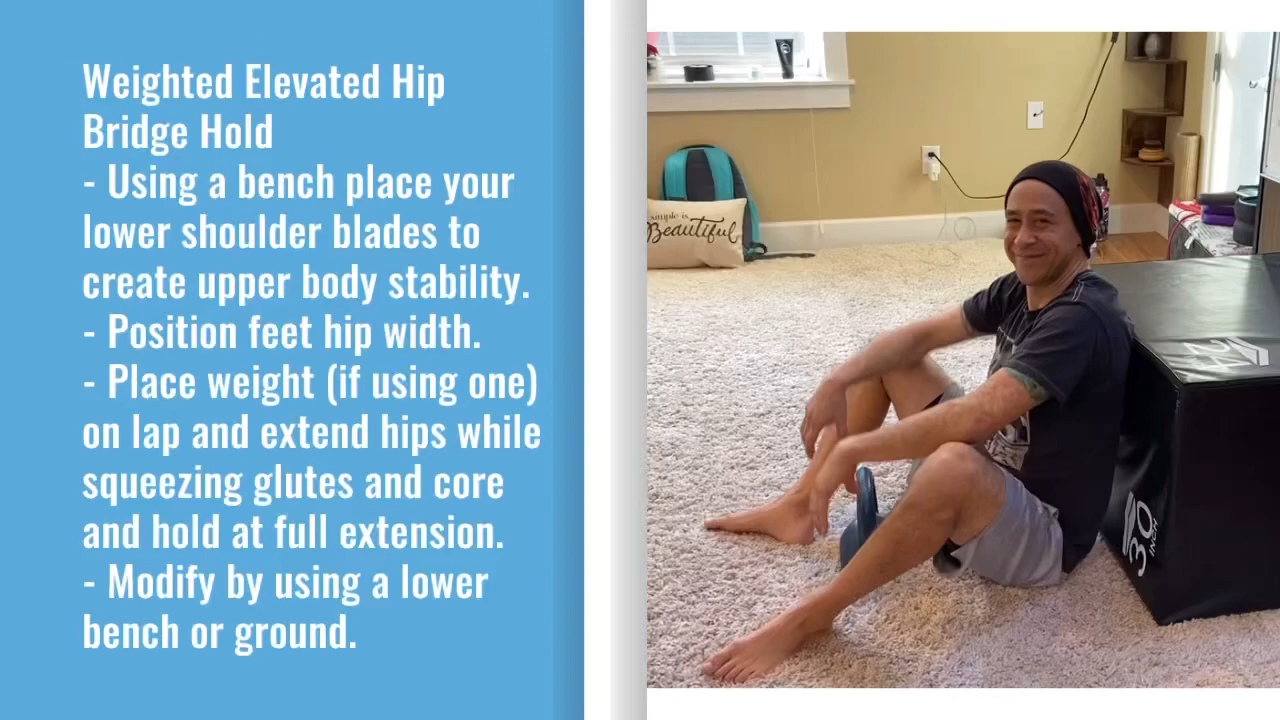 Weighted Elevated Hip
Bridge Hold
- Using a bench place your
lower shoulder blades to
create upper body stability.
- Position feet hip width.
- Place weight (if using one)
on lap and extend hips while
squeezing glutes and core
and hold at full extension.
- Modify by using a lower
bench or ground.
simple is
Beautiful
30
INCH